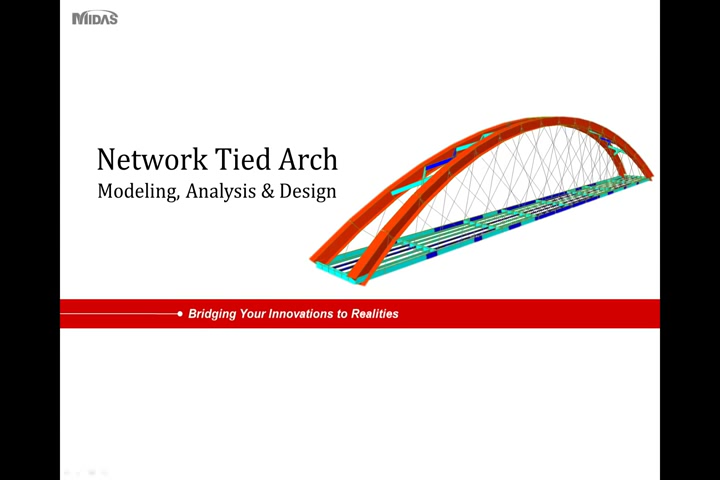 MIDAS
Network Tied Arch
Modeling, Analysis & Design
Bridging Your Innovations to Realities